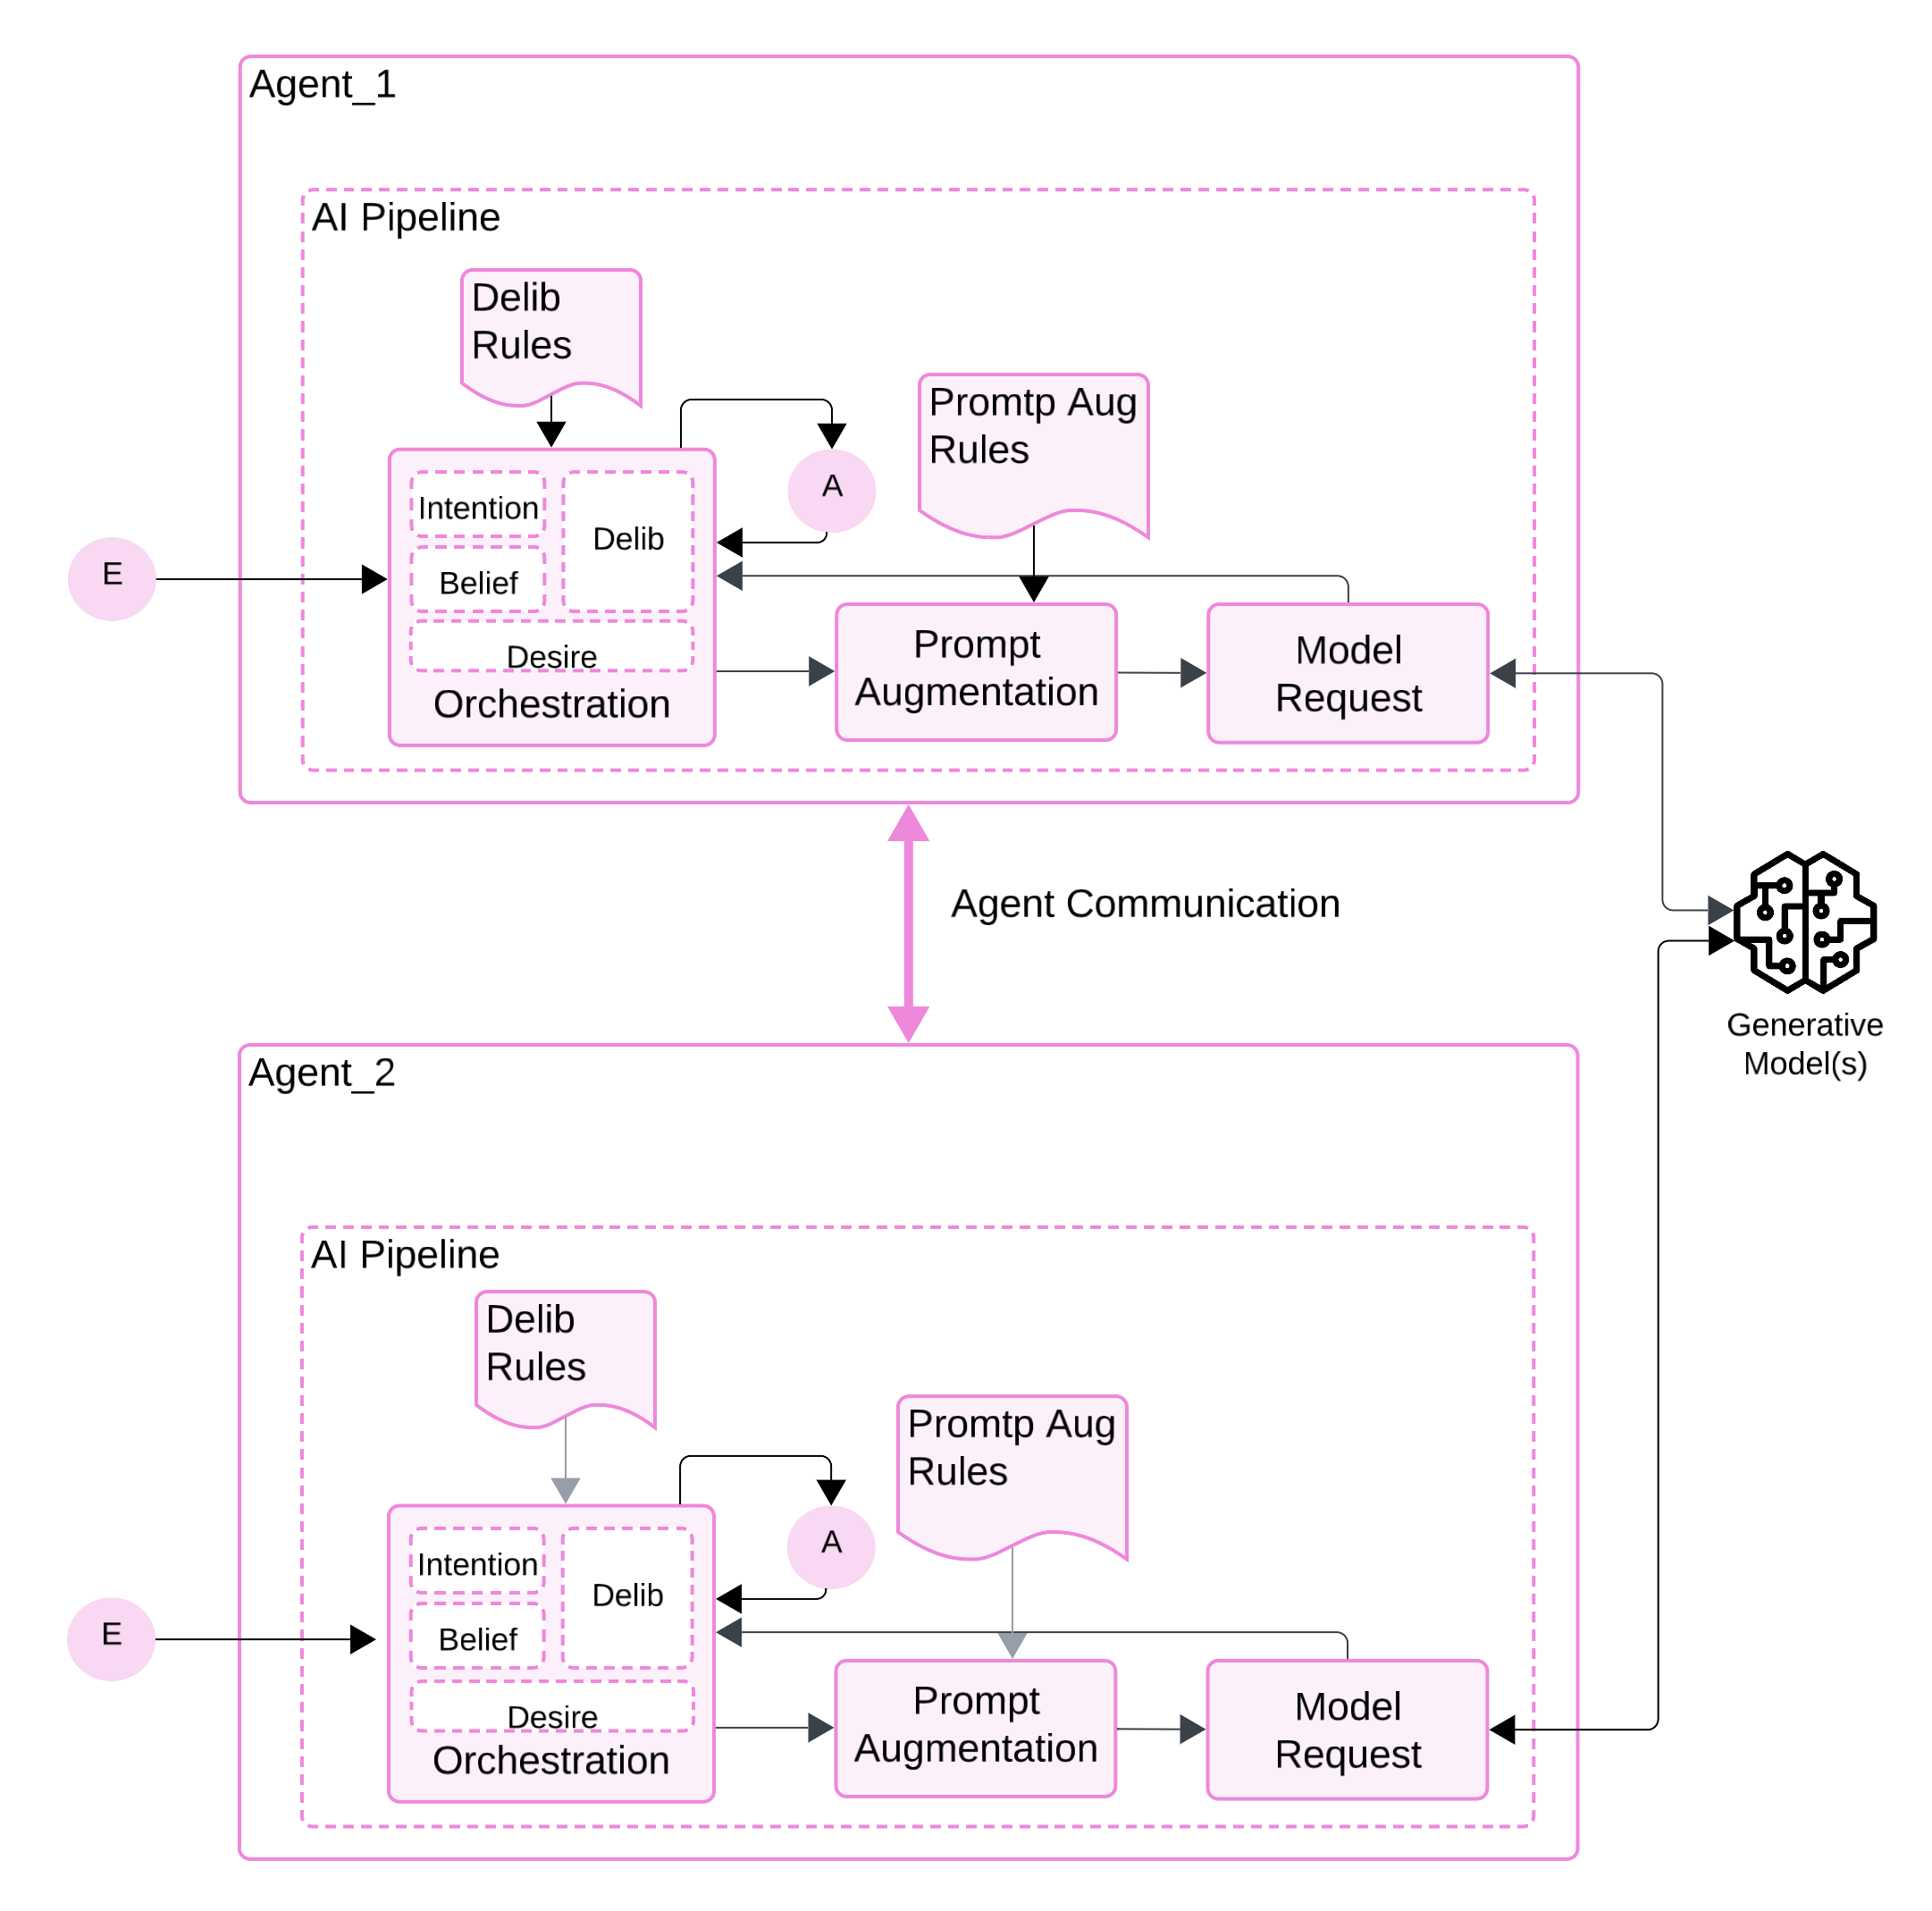 Agent_1
AI Pipeline
Delib
Rules
Promtp Aug
Rules
A
Intention
Delib
E
Belief
Desire
Orchestration
Prompt
Augmentation
Model
Request
Agent Communication
Generative
Model(s)
Agent_2
AI Pipeline
Delib
Rules
Promtp Aug
Rules
A
Intention
Delib
E
Belief
Desire
Orchestration
Prompt
Augmentation
Model
Request